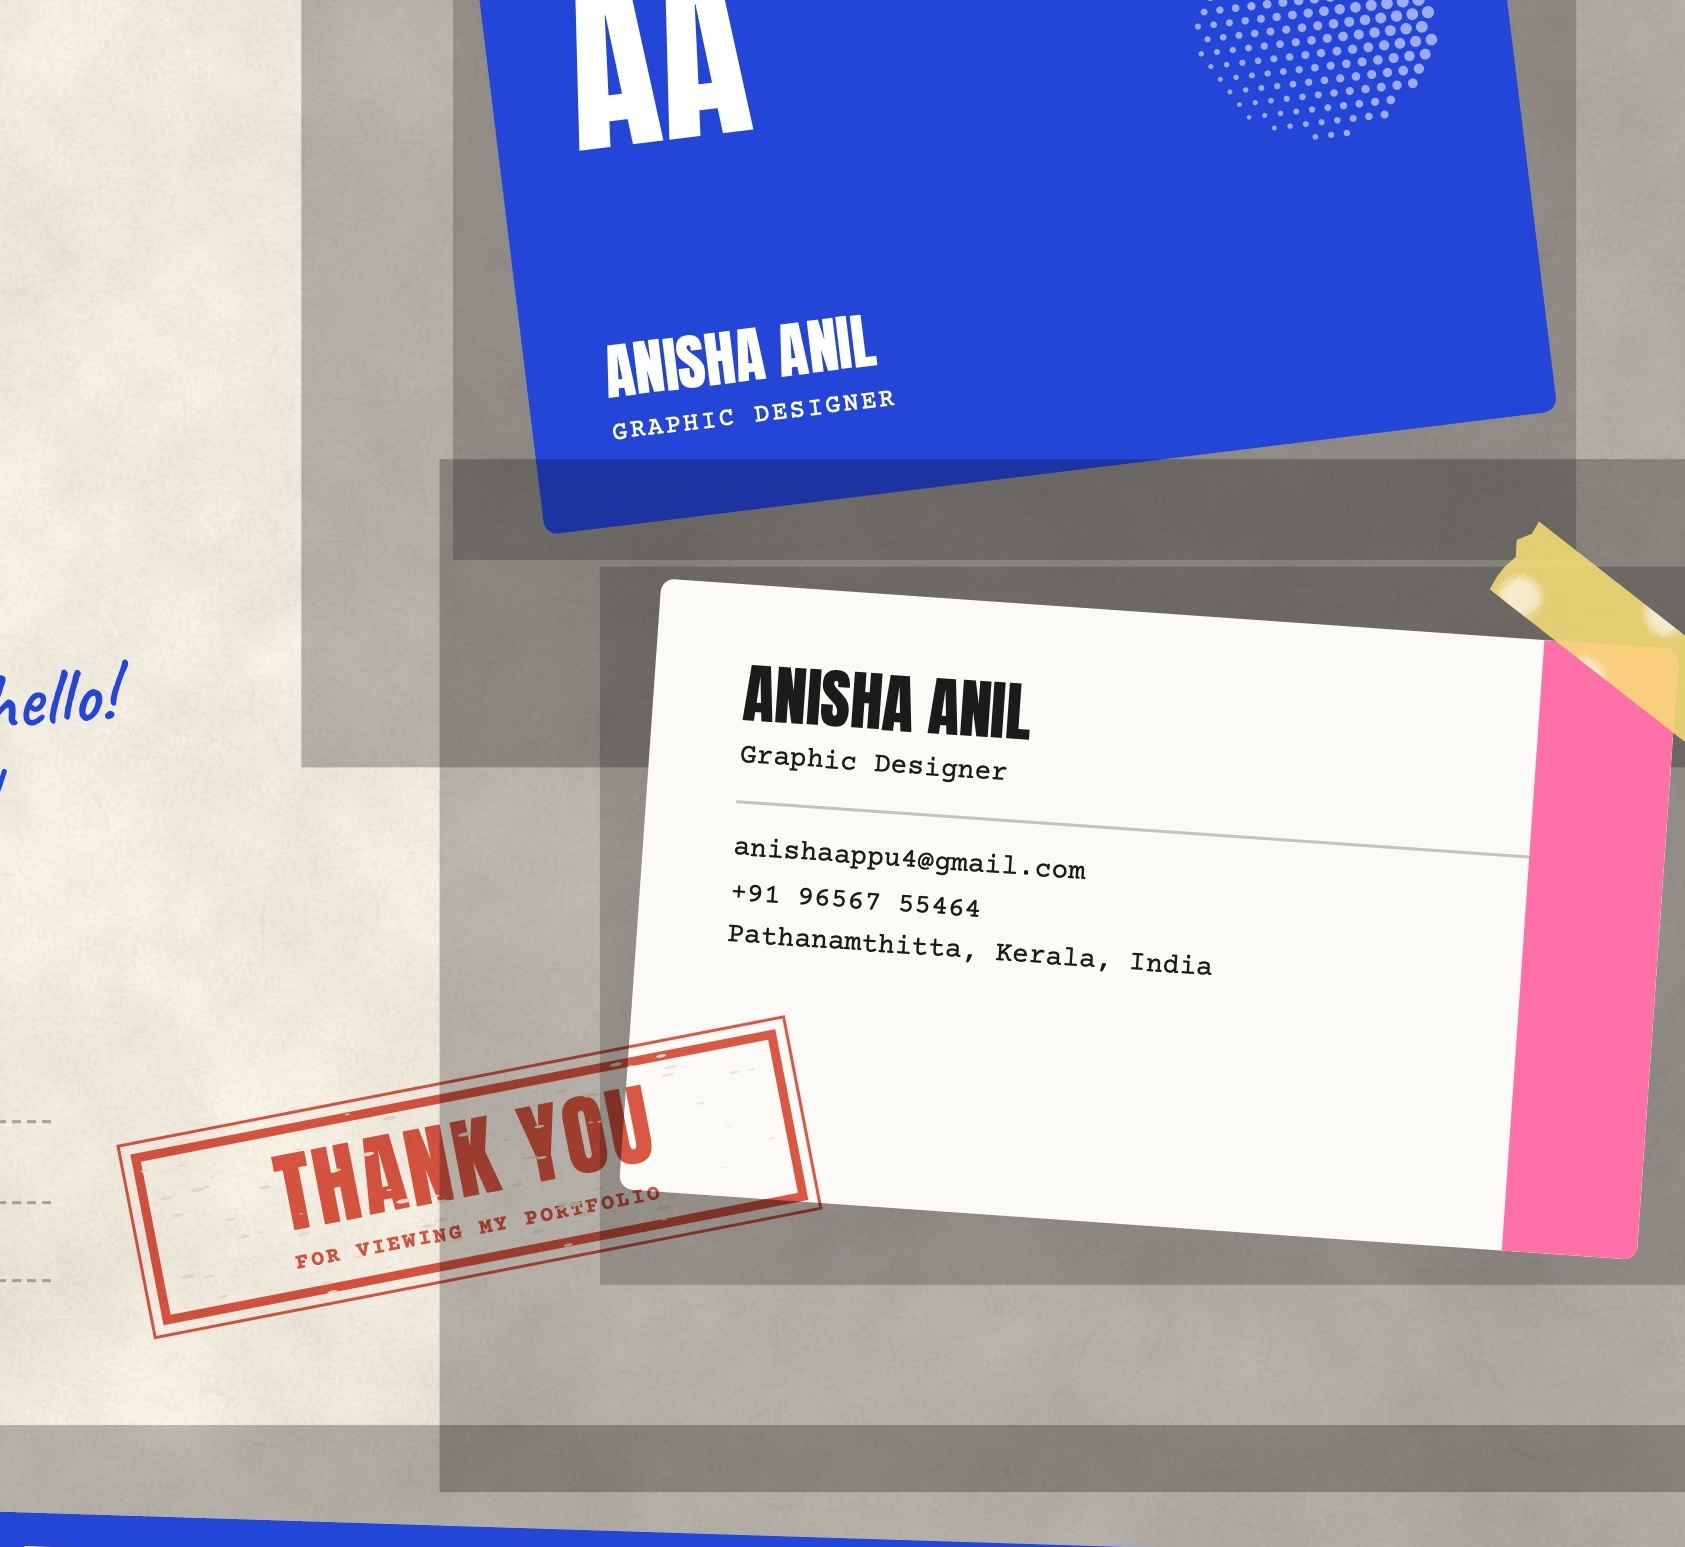 AA
ANISHA ANIL
GRAPHIC DESIGNER
hello!
ANISHA ANIL
Graphic Designer
anishaappu4@gmail.com
+91 96567 55464
Pathanamthitta, Kerala, India
THANK YOU
FOR VIEWING MY PORTFOLIO